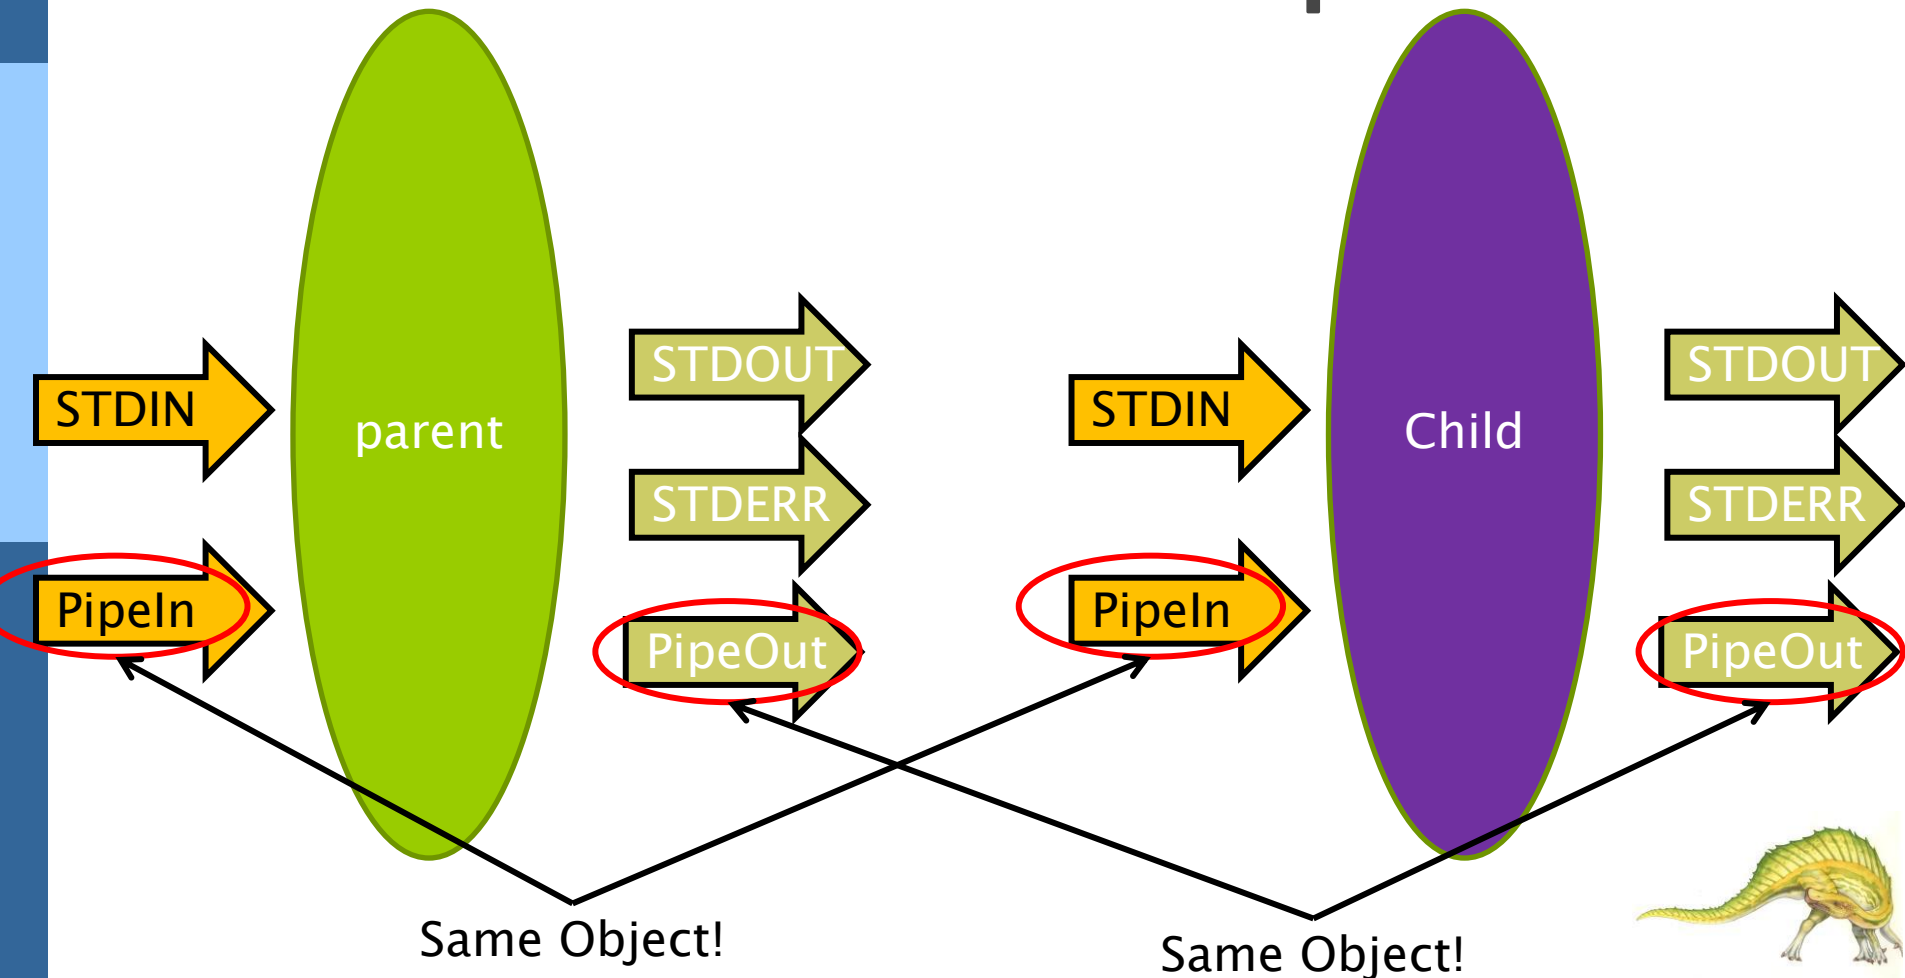 STDIN
parent
STDOUT
STDERR
PipeIn
PipeOut
STDIN
Child
STDOUT
STDERR
PipeIn
PipeOut
Same Object!
Same Object!